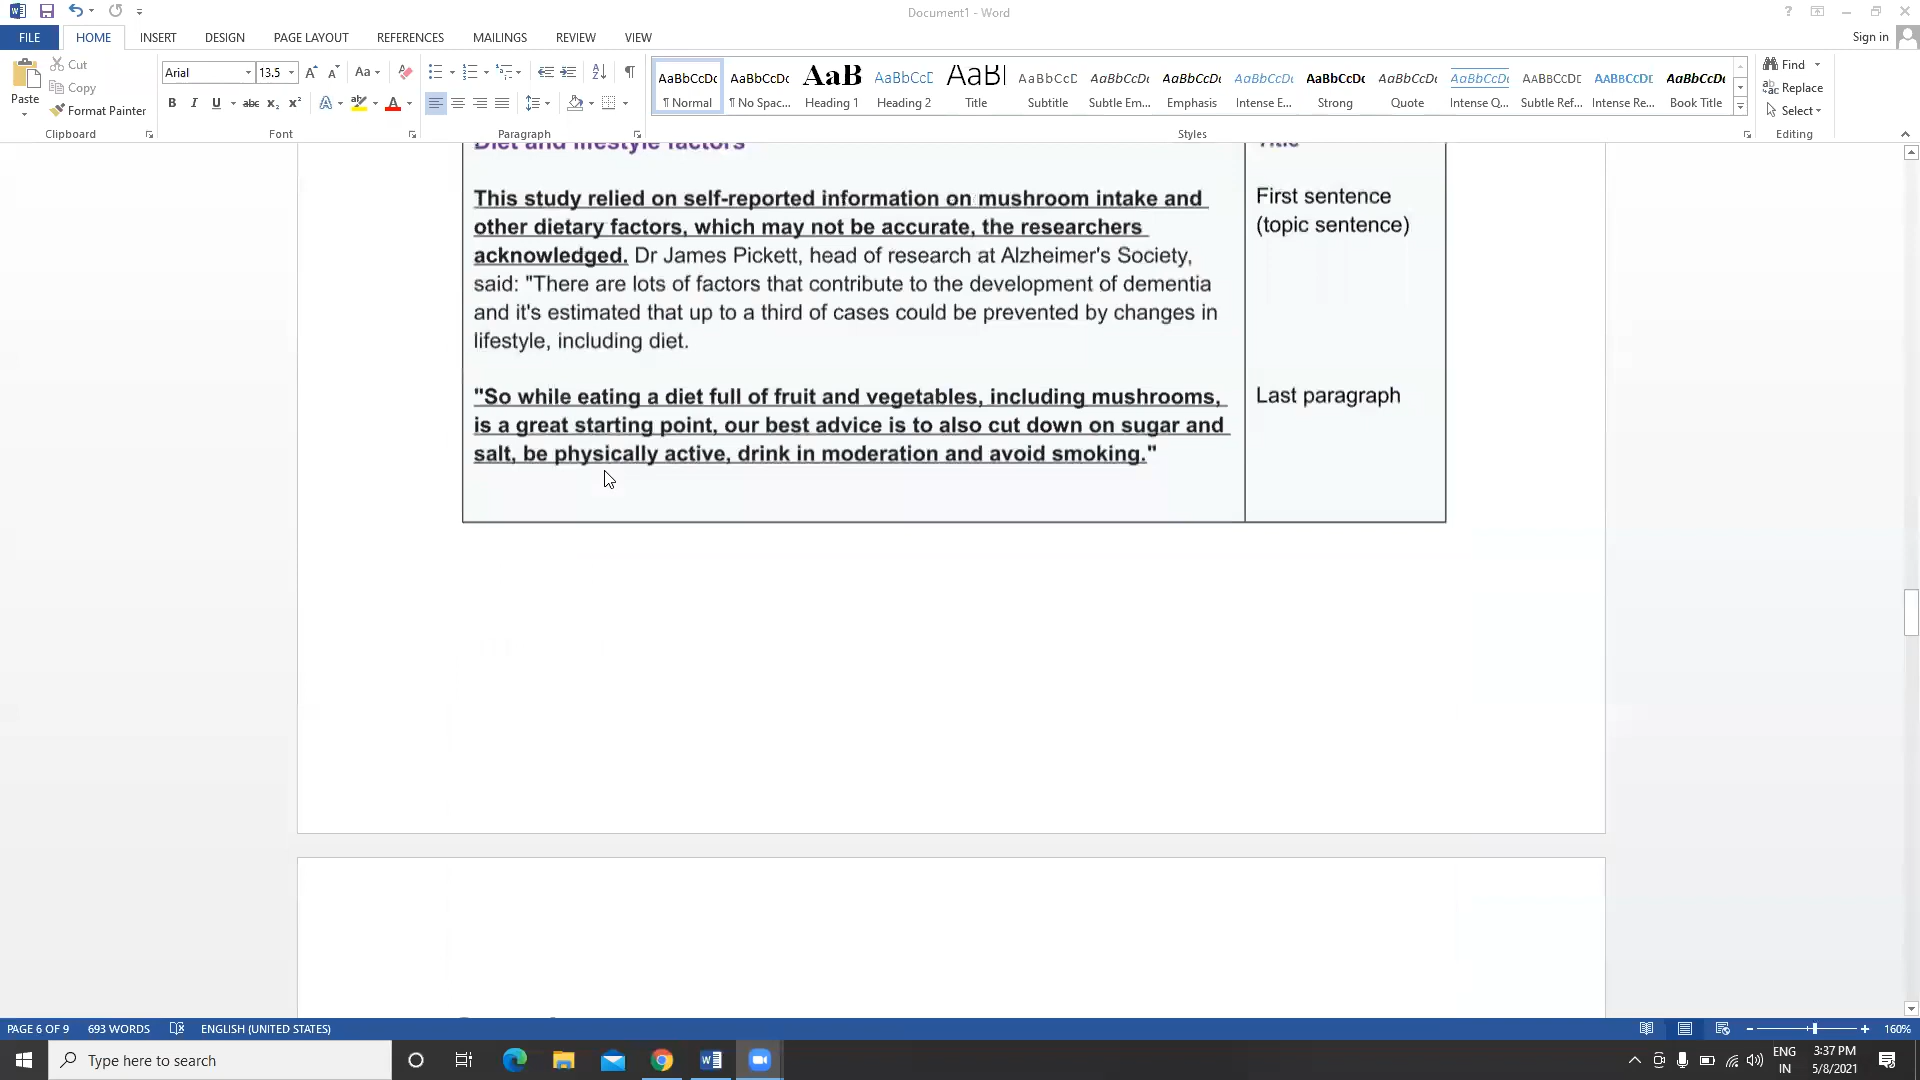 Document1 - Word
?
FILE HOME INSERT DESIGN PAGE LAYOUT REFERENCES MAILINGS REVIEW VIEW Sign in
Paste Cut Copy Format Painter
Clipboard
Arial 13.5
Font
Paragraph
AaBbCcDc AaBbCcDc AaB AaBbCcC AaB AaBbCcC AaBbCcDc AaBbCcDc AaBbCcDc AaBbCcDc AaBbCcDc AaBbCcDc AABBCCDC AABBCCDC AaBbCcDc
¶ Normal ¶ No Spac... Heading 1 Heading 2 Title Subtitle Subtle Em... Emphasis Intense E... Strong Quote Intense Q... Subtle Ref... Intense Re... Book Title
Styles
Find
Replace
Select
Editing
Diet and lifestyle factors
Title
This study relied on self-reported information on mushroom intake and
other dietary factors, which may not be accurate, the researchers
acknowledged. Dr James Pickett, head of research at Alzheimer's Society,
said: "There are lots of factors that contribute to the development of dementia
and it's estimated that up to a third of cases could be prevented by changes in
lifestyle, including diet.
First sentence
(topic sentence)
"So while eating a diet full of fruit and vegetables, including mushrooms,
is a great starting point, our best advice is to also cut down on sugar and
salt, be physically active, drink in moderation and avoid smoking."
Last paragraph
PAGE 6 OF 9 693 WORDS ENGLISH (UNITED STATES) 160%
Type here to search
ENG
IN
3:37 PM
5/8/2021